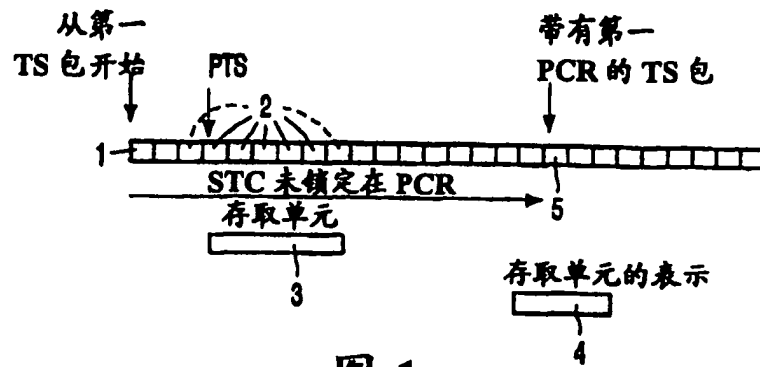 从第一
TS 包开始
PTS
带有第一
PCR 的 TS 包
2
1
STC 未锁定在 PCR
5
存取单元
3
存取单元的表示
4